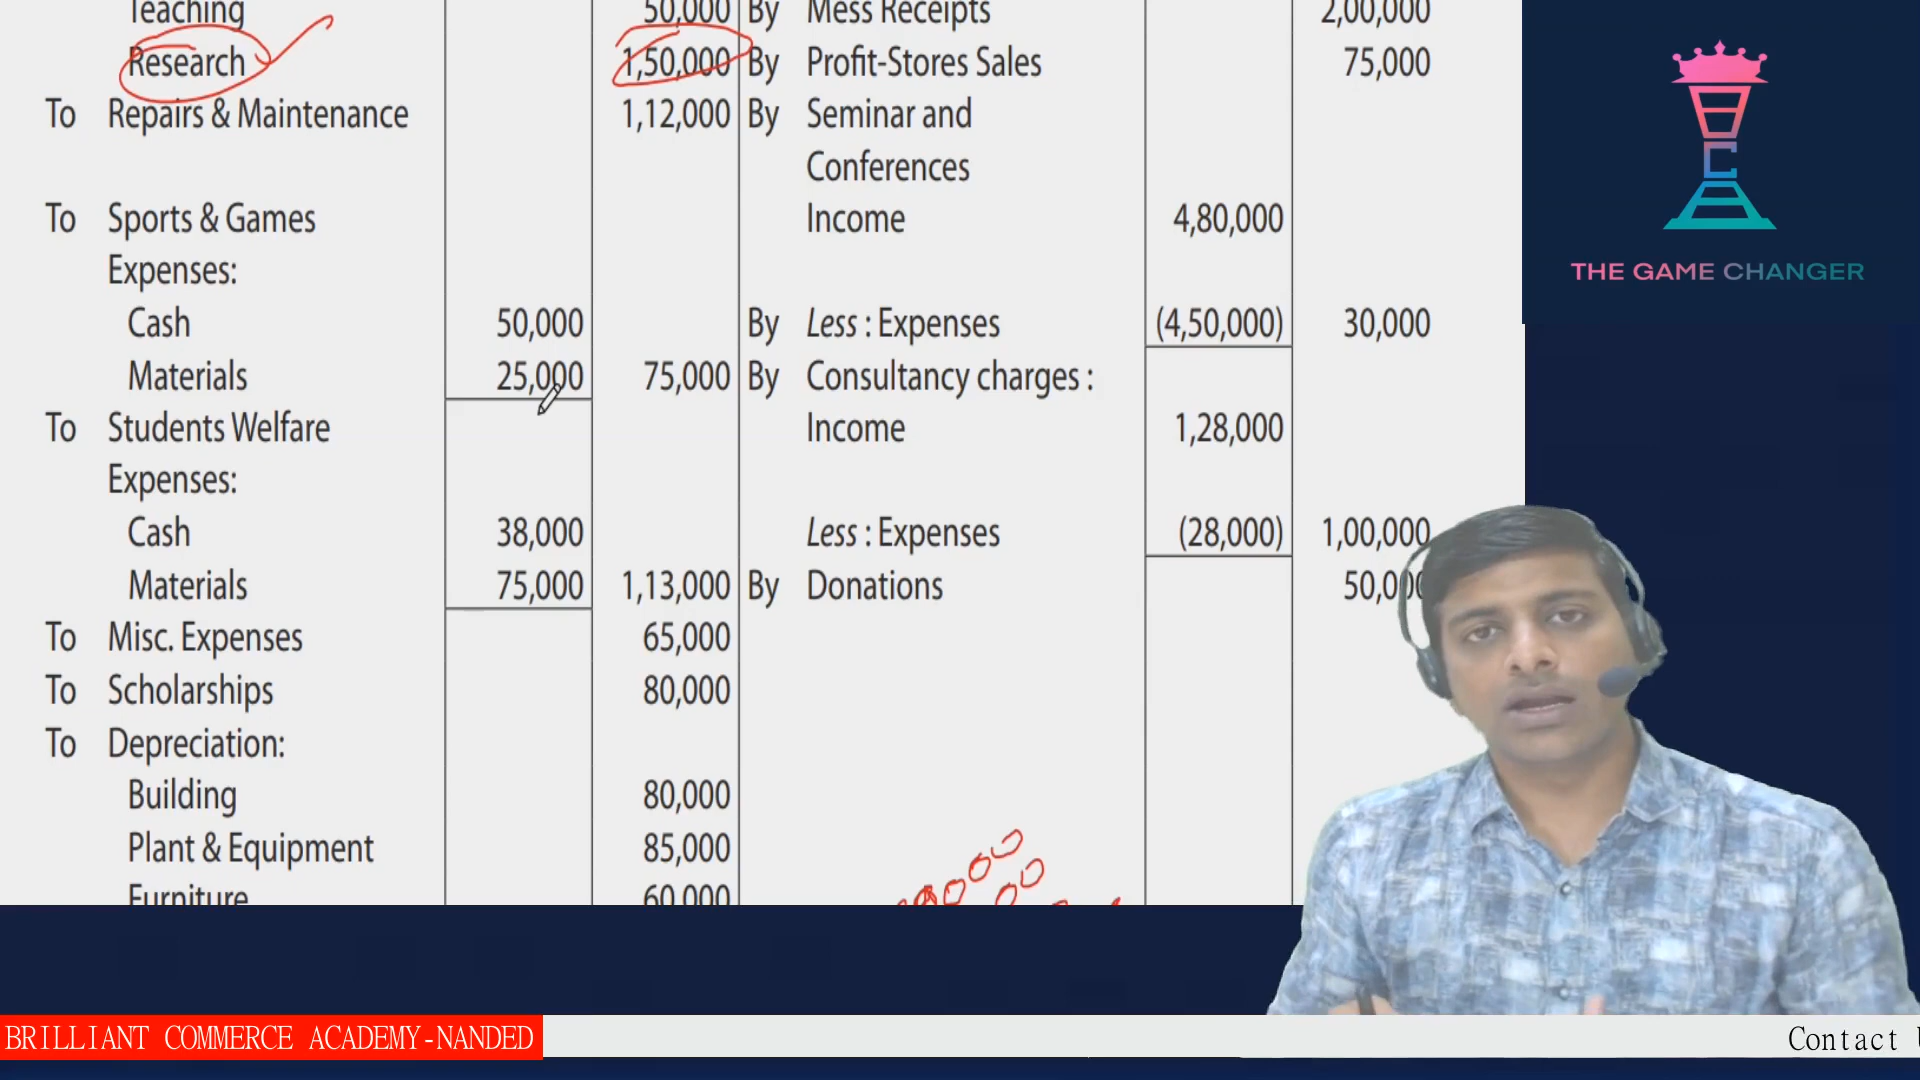 Teaching 50,000 By Mess Receipts 2,00,000
Research 1,50,000 By Profit-Stores Sales 75,000
To Repairs & Maintenance 1,12,000 By Seminar and
Conferences
To Sports & Games Income 4,80,000
Expenses:
Cash 50,000 By Less : Expenses (4,50,000) 30,000
Materials 25,000 75,000 By Consultancy charges :
To Students Welfare Income 1,28,000
Expenses:
Cash 38,000 Less : Expenses (28,000) 1,00,000
Materials 75,000 1,13,000 By Donations 50,000
To Misc. Expenses 65,000
To Scholarships 80,000
To Depreciation:
Building 80,000
Plant & Equipment 85,000
Furniture 60,000
THE GAME CHANGER
BRILLIANT COMMERCE ACADEMY-NANDED
Contact